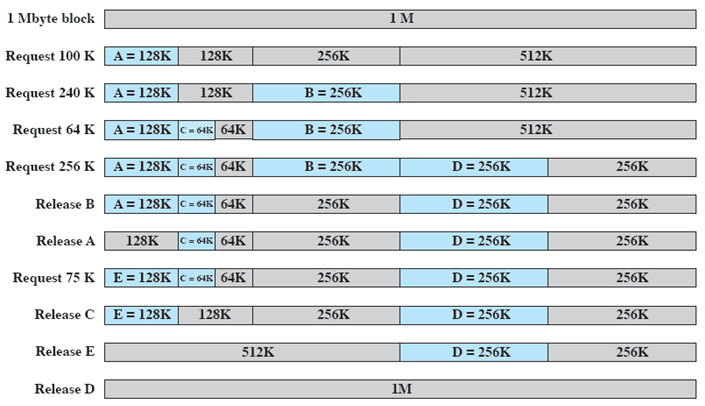 1 Mbyte block 1 M
Request 100 K A = 128K 128K 256K 512K
Request 240 K A = 128K 128K B = 256K 512K
Request 64 K A = 128K C = 64K 64K B = 256K 512K
Request 256 K A = 128K C = 64K 64K B = 256K D = 256K 256K
Release B A = 128K C = 64K 64K 256K D = 256K 256K
Release A 128K C = 64K 64K 256K D = 256K 256K
Request 75 K E = 128K C = 64K 64K 256K D = 256K 256K
Release C E = 128K 128K 256K D = 256K 256K
Release E 512K D = 256K 256K
Release D 1M